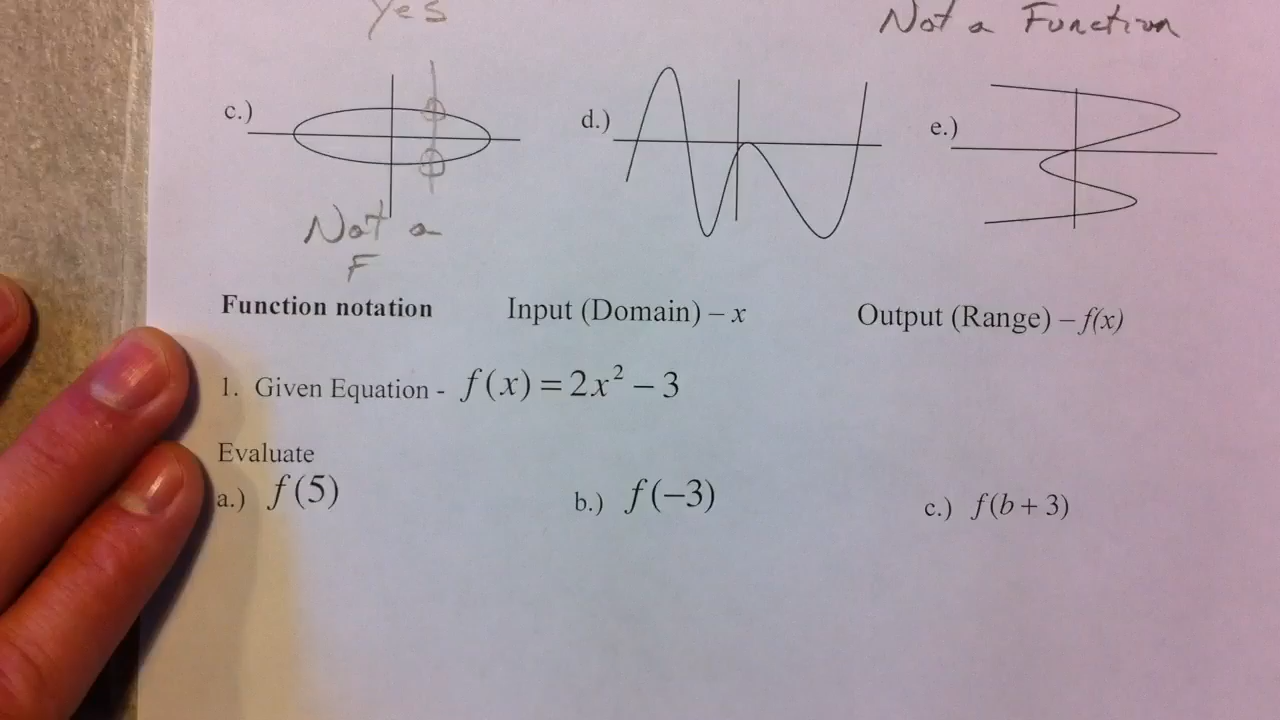 Yes
Not a Function
c.)
d.)
e.)
Not a
F
Function notation Input (Domain) – x Output (Range) – f(x)
1. Given Equation - f(x) = 2x² − 3
Evaluate
a.) f(5) b.) f(−3) c.) f(b + 3)